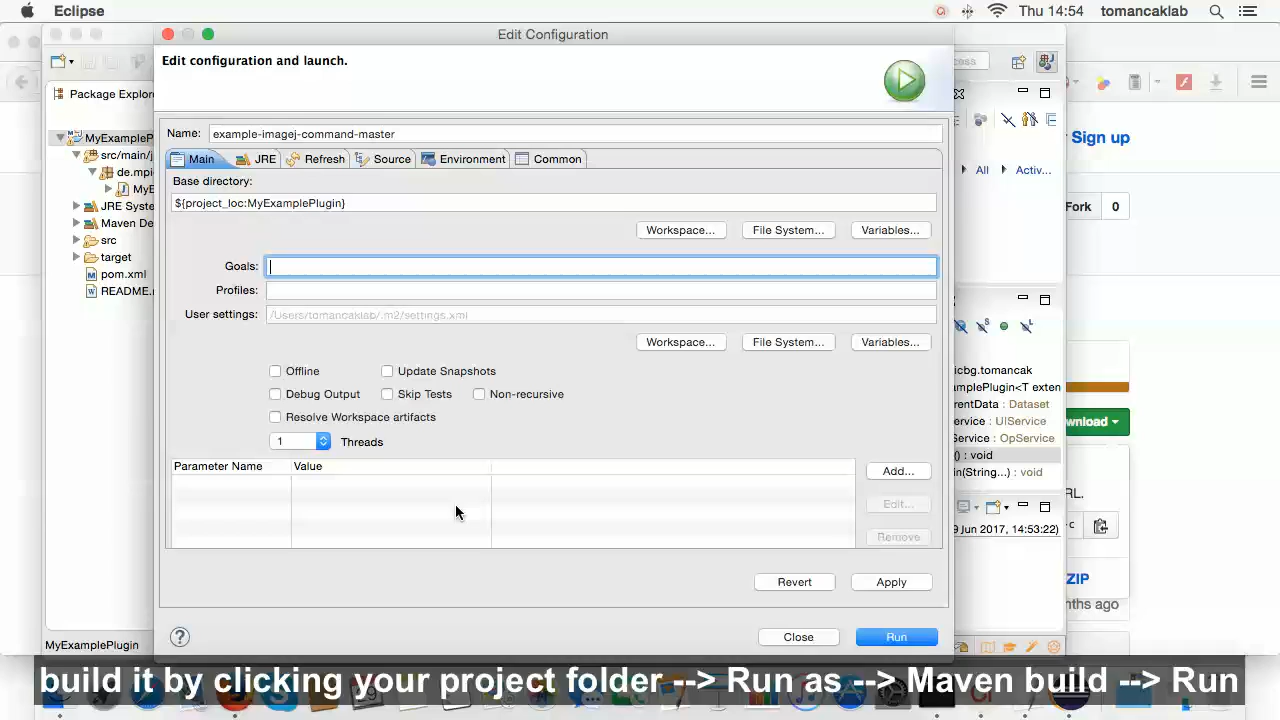 Eclipse
Thu 14:54 tomancaklab
Edit Configuration
Edit configuration and launch.
Package Explore
Sign up
Name: example-imagej-command-master
Main JRE Refresh Source Environment Common
All Activ...
MyExampleP
src/main/j
de.mpic
MyE
JRE Syste
Maven De
src
target
pom.xml
README.
Base directory:
${project_loc:MyExamplePlugin}
Fork 0
Workspace... File System... Variables...
Goals:
Profiles:
User settings: /Users/tomancaklab/.m2/settings.xml
Workspace... File System... Variables...
Offline Update Snapshots
Debug Output Skip Tests Non-recursive
Resolve Workspace artifacts
1 Threads
icbg.tomancak
amplePlugin<T exten
rentData : Dataset
ervice : UIService
Service : OpService
() : void
in(String...) : void
wnload
Parameter Name Value
Add...
Edit...
Remove
RL.
9 Jun 2017, 14:53:22)
ZIP
nths ago
Revert Apply
Close Run
MyExamplePlugin
build it by clicking your project folder --> Run as --> Maven build --> Run